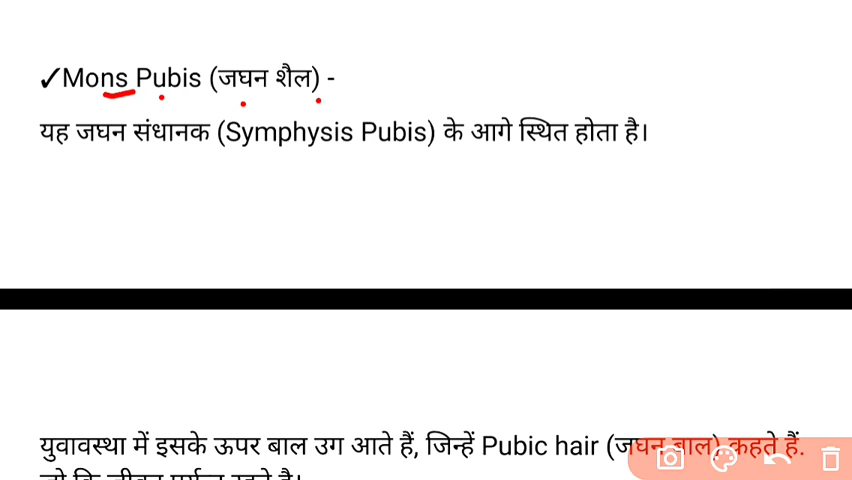 ✓Mons Pubis (जघन शैल) -
यह जघन संधानक (Symphysis Pubis) के आगे स्थित होता है।
युवावस्था में इसके ऊपर बाल उग आते हैं, जिन्हें Pubic hair (जघन बाल) कहते हैं.